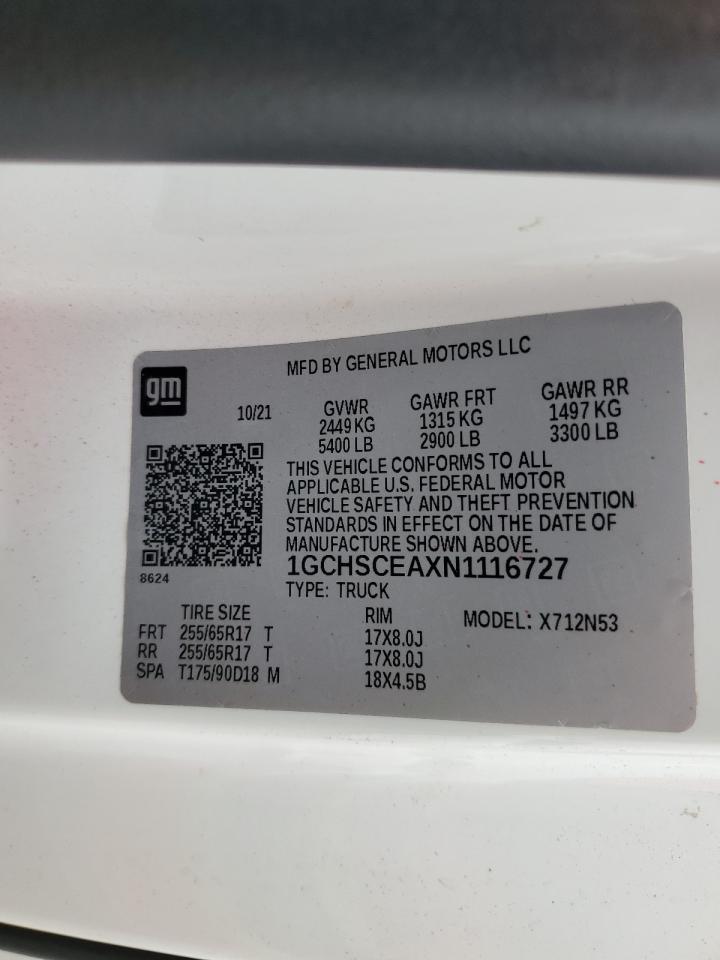 MFD BY GENERAL MOTORS LLC
gm
10/21
GVWR GAWR FRT GAWR RR
2449 KG 1315 KG 1497 KG
5400 LB 2900 LB 3300 LB
THIS VEHICLE CONFORMS TO ALL
APPLICABLE U.S. FEDERAL MOTOR
VEHICLE SAFETY AND THEFT PREVENTION
STANDARDS IN EFFECT ON THE DATE OF
MANUFACTURE SHOWN ABOVE.
1GCHSCEAXN1116727
8624
TYPE: TRUCK
TIRE SIZE RIM MODEL: X712N53
FRT 255/65R17 T 17X8.0J
RR 255/65R17 T 17X8.0J
SPA T175/90D18 M 18X4.5B